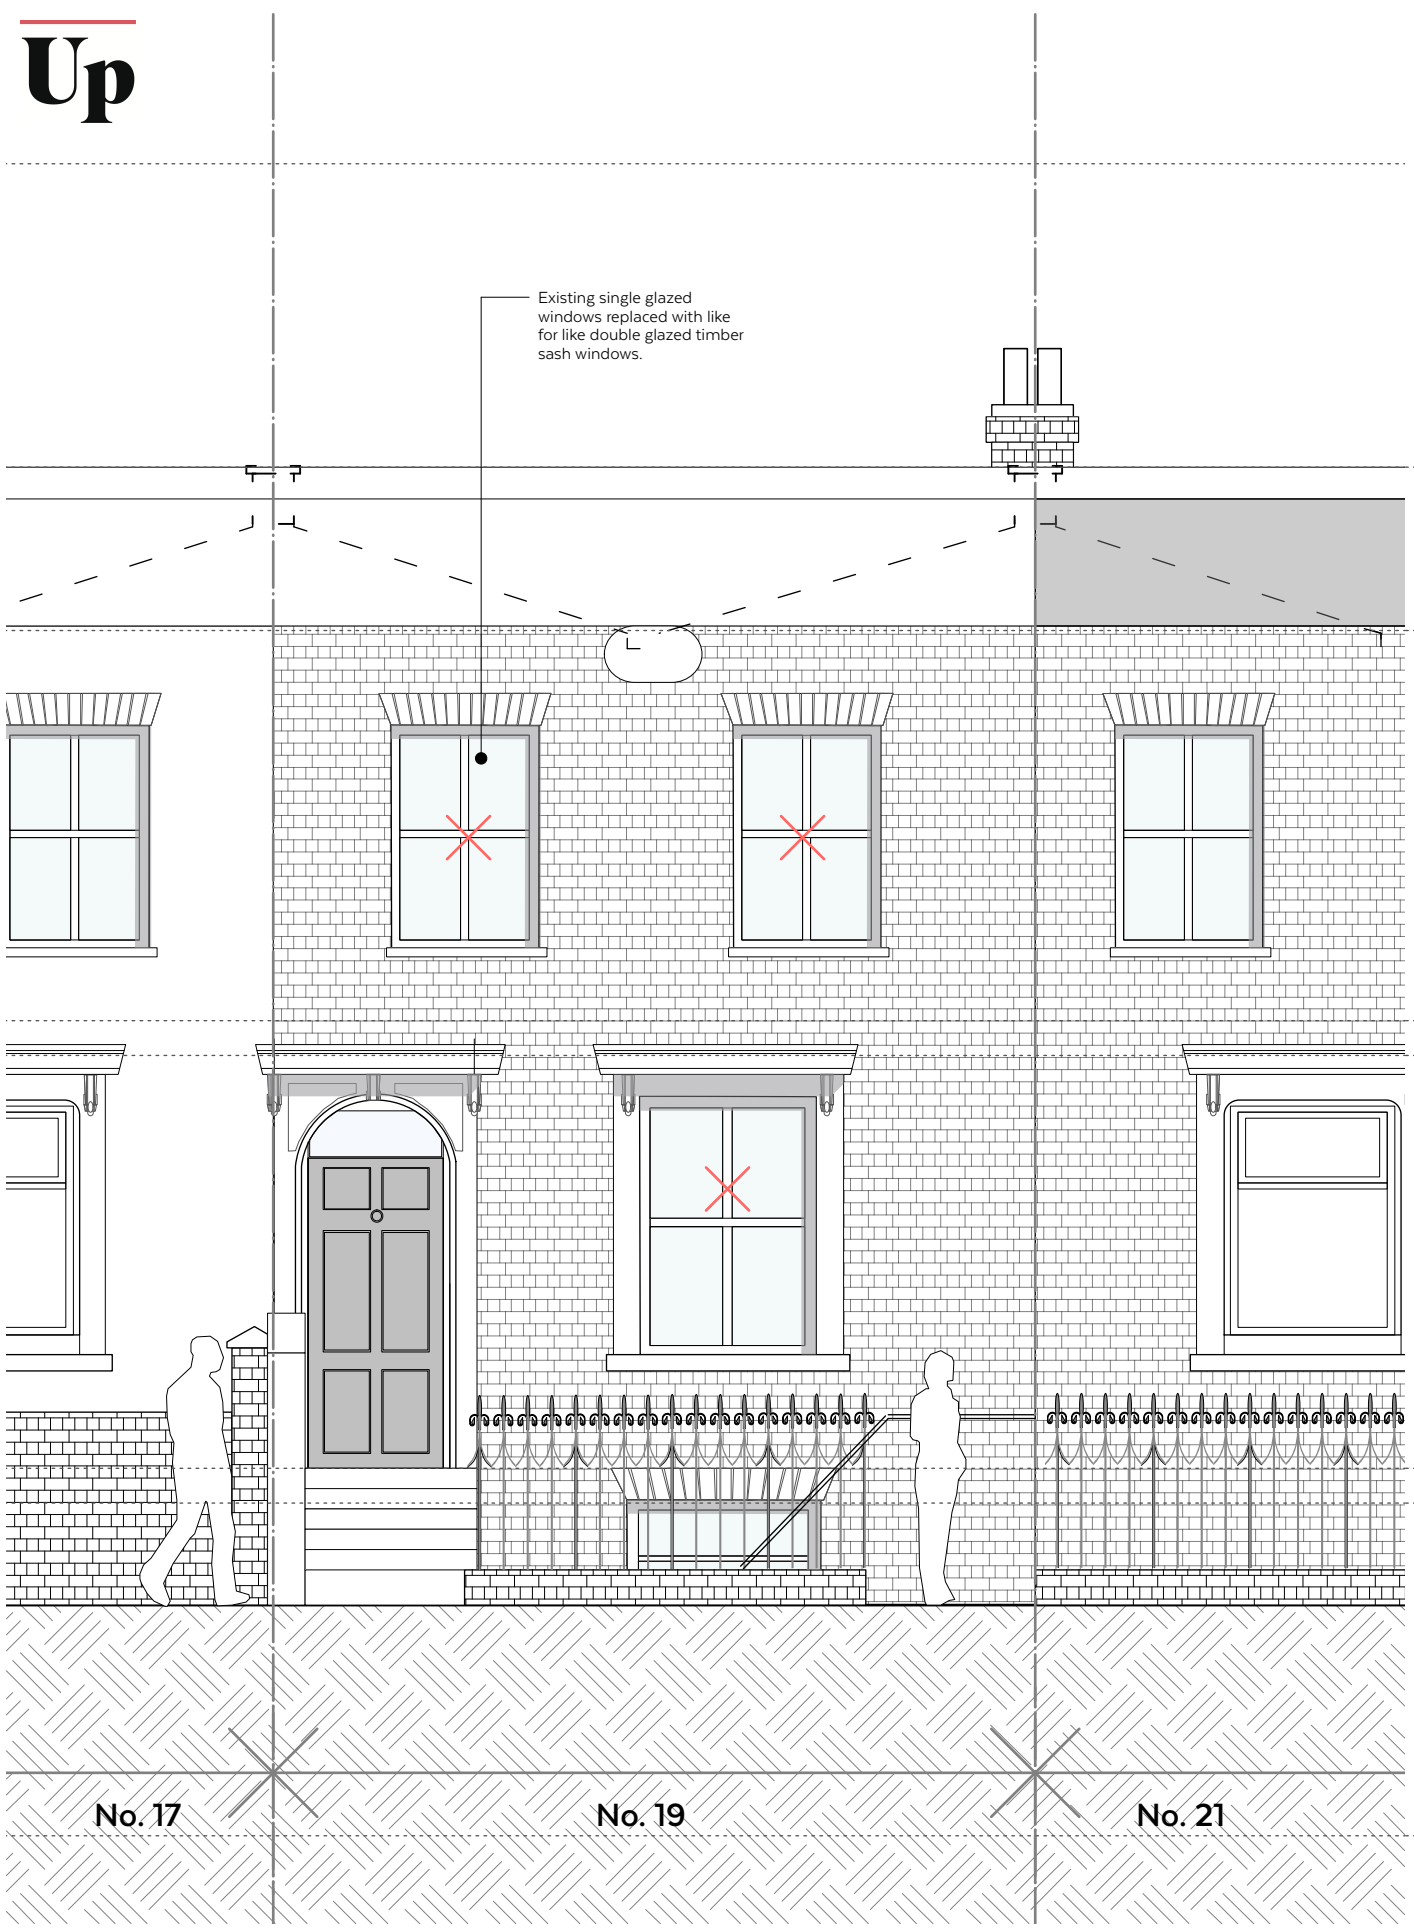 Up
Existing single glazed
windows replaced with like
for like double glazed timber
sash windows.
No. 17
No. 19
No. 21